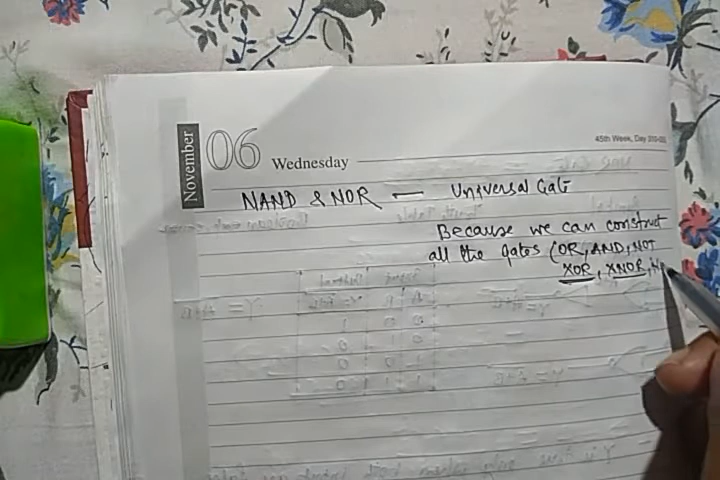 November
06 Wednesday
45th Week, Day
NAND & NOR — Universal Gate
Because we can construct
all the gates (OR, AND, NOT
XOR, XNOR,